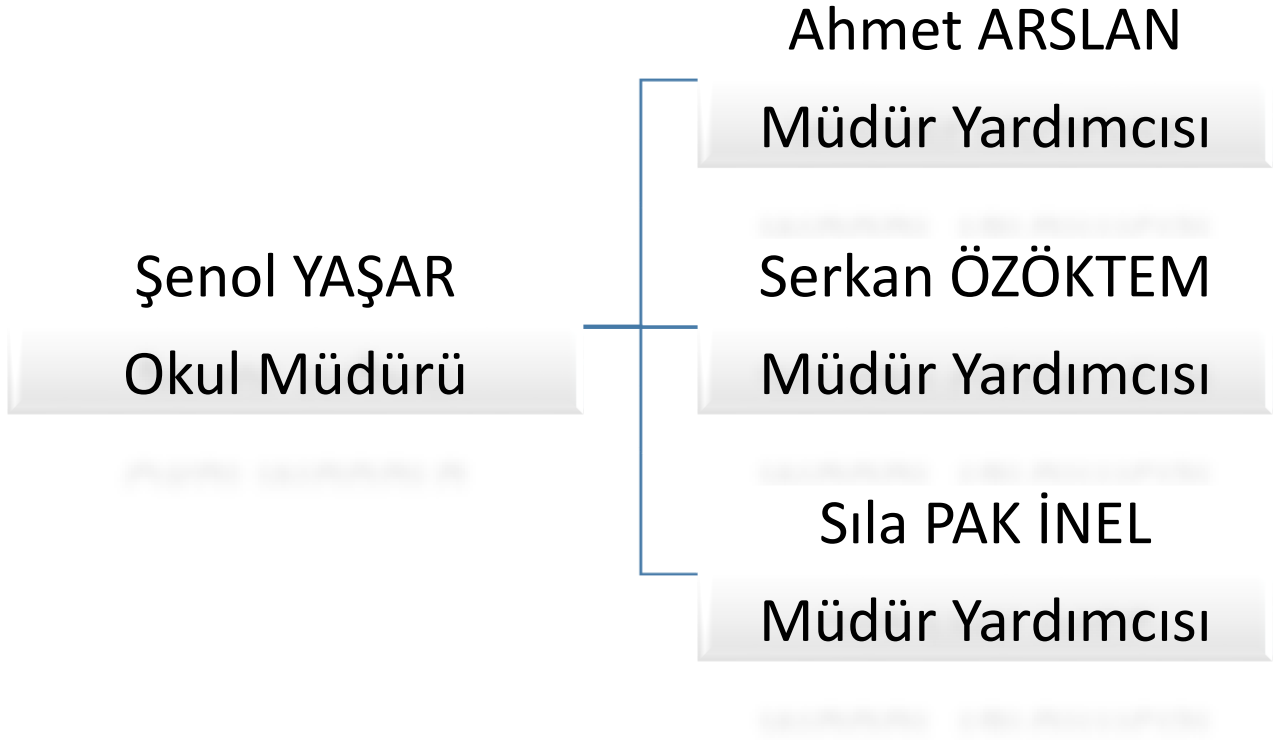 Ahmet ARSLAN
Müdür Yardımcısı
Şenol YAŞAR
Okul Müdürü
Serkan ÖZÖKTEM
Müdür Yardımcısı
Sıla PAK İNEL
Müdür Yardımcısı